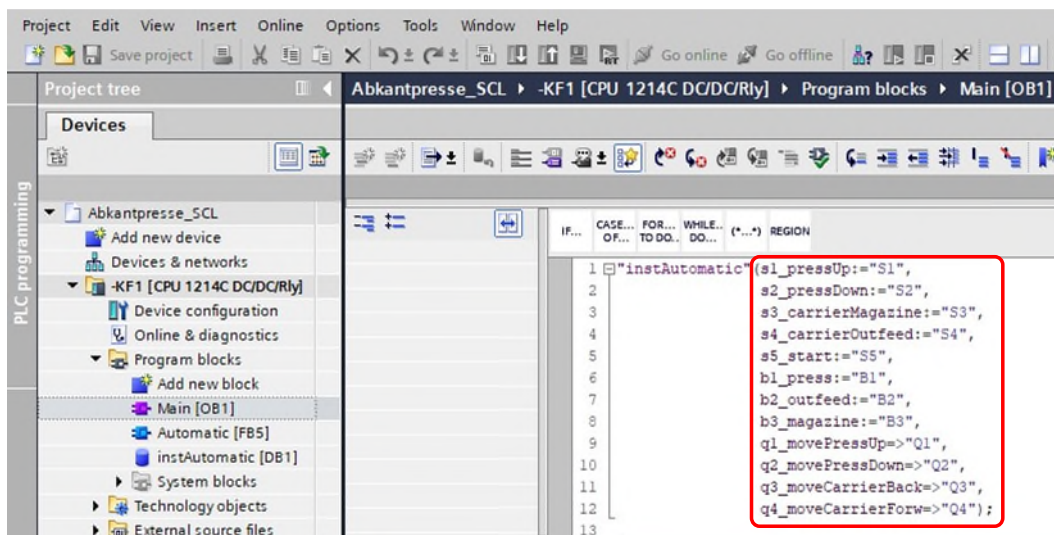 Project Edit View Insert Online Options Tools Window Help
Save project Go online Go offline
Project tree
Abkantpresse_SCL ▸ -KF1 [CPU 1214C DC/DC/Rly] ▸ Program blocks ▸ Main [OB1]
Devices
PLC programming
Abkantpresse_SCL
Add new device
Devices & networks
-KF1 [CPU 1214C DC/DC/Rly]
Device configuration
Online & diagnostics
Program blocks
Add new block
Main [OB1]
Automatic [FB5]
instAutomatic [DB1]
System blocks
Technology objects
External source files
IF... CASE... OF... FOR... TO DO.. WHILE.. DO... (*...*) REGION
1 "instAutomatic"(s1_pressUp:="S1",
2 s2_pressDown:="S2",
3 s3_carrierMagazine:="S3",
4 s4_carrierOutfeed:="S4",
5 s5_start:="S5",
6 b1_press:="B1",
7 b2_outfeed:="B2",
8 b3_magazine:="B3",
9 q1_movePressUp=>"Q1",
10 q2_movePressDown=>"Q2",
11 q3_moveCarrierBack=>"Q3",
12 q4_moveCarrierForw=>"Q4");
13